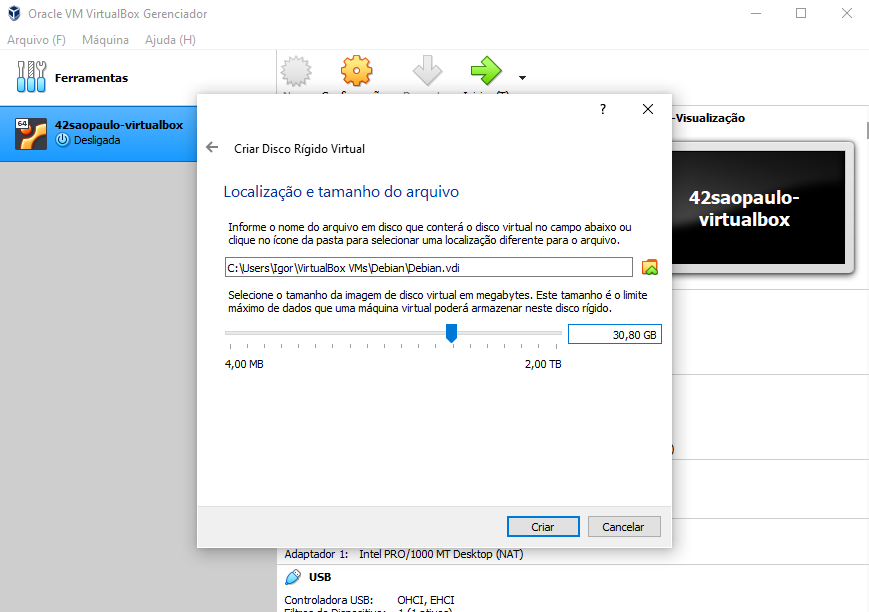 Oracle VM VirtualBox Gerenciador
Arquivo (F) Máquina Ajuda (H)
Ferramentas
64
42saopaulo-virtualbox
Desligada
?
-Visualização
Criar Disco Rígido Virtual
42saopaulo-
virtualbox
Localização e tamanho do arquivo
Informe o nome do arquivo em disco que conterá o disco virtual no campo abaixo ou
clique no ícone da pasta para selecionar uma localização diferente para o arquivo.
C:\Users\Igor\VirtualBox VMs\Debian\Debian.vdi
Selecione o tamanho da imagem de disco virtual em megabytes. Este tamanho é o limite
máximo de dados que uma máquina virtual poderá armazenar neste disco rígido.
30,80 GB
4,00 MB 2,00 TB
)
Criar Cancelar
Adaptador 1: Intel PRO/1000 MT Desktop (NAT)
USB
Controladora USB: OHCI, EHCI